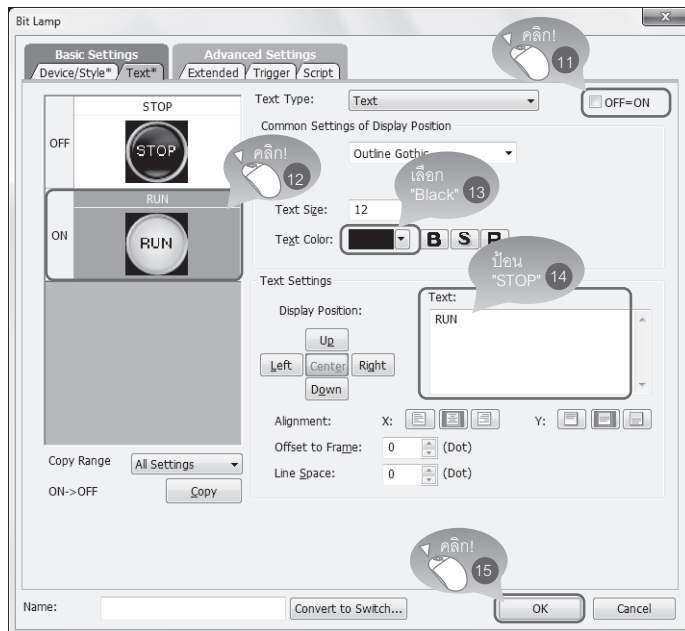 Bit Lamp
Basic Settings
Advanced Settings
Device/Style* Text* Extended Trigger Script
คลิก!
11
STOP
OFF
STOP
Text Type: Text
OFF=ON
Common Settings of Display Position
Outline Gothic
คลิก!
12
RUN
ON
RUN
เลือก
"Black" 13
Text Size: 12
Text Color: B S
ป้อน
"STOP" 14
Text Settings
Display Position:
Text:
RUN
Up
Left Center Right
Down
Alignment: X: Y:
Offset to Frame: 0 (Dot)
Line Space: 0 (Dot)
Copy Range All Settings
ON->OFF Copy
คลิก!
15
Name: Convert to Switch... OK Cancel